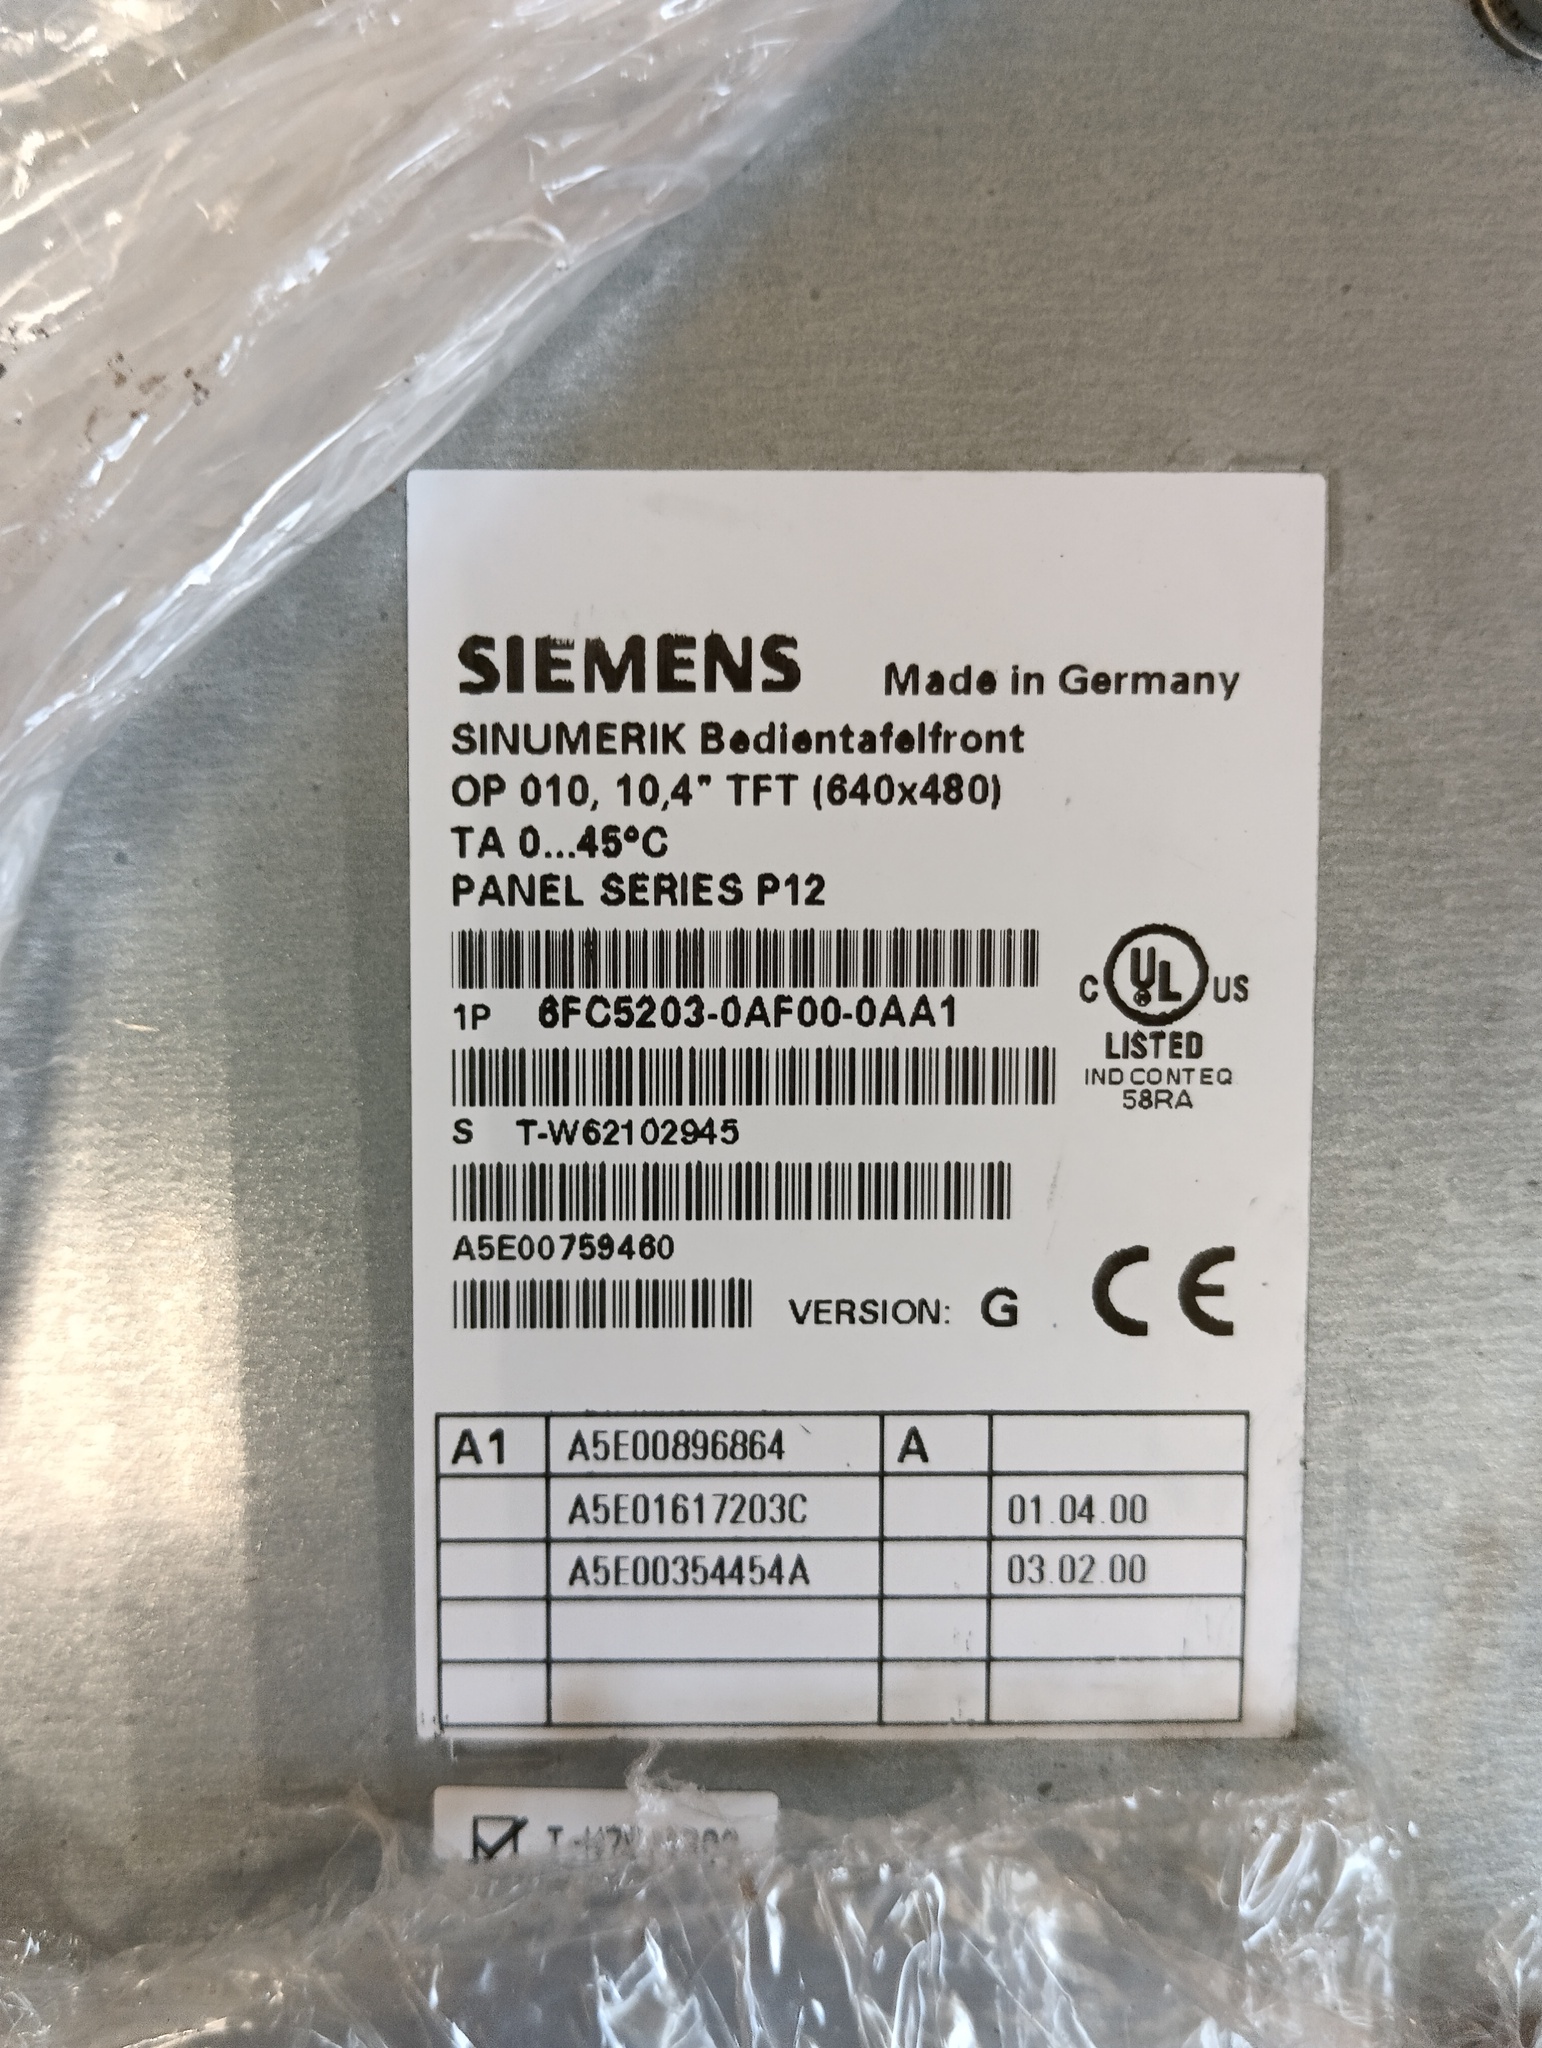 SIEMENS Made in Germany
SINUMERIK Bedientafelfront
OP 010, 10,4" TFT (640x480)
TA 0...45°C
PANEL SERIES P12
1P 6FC5203-0AF00-0AA1
C UL US
LISTED
IND CONT EQ
58RA
S T-W62102945
A5E00759460
VERSION: G CE
A1 A5E00896864 A
A5E01617203C 01.04.00
A5E00354454A 03.02.00